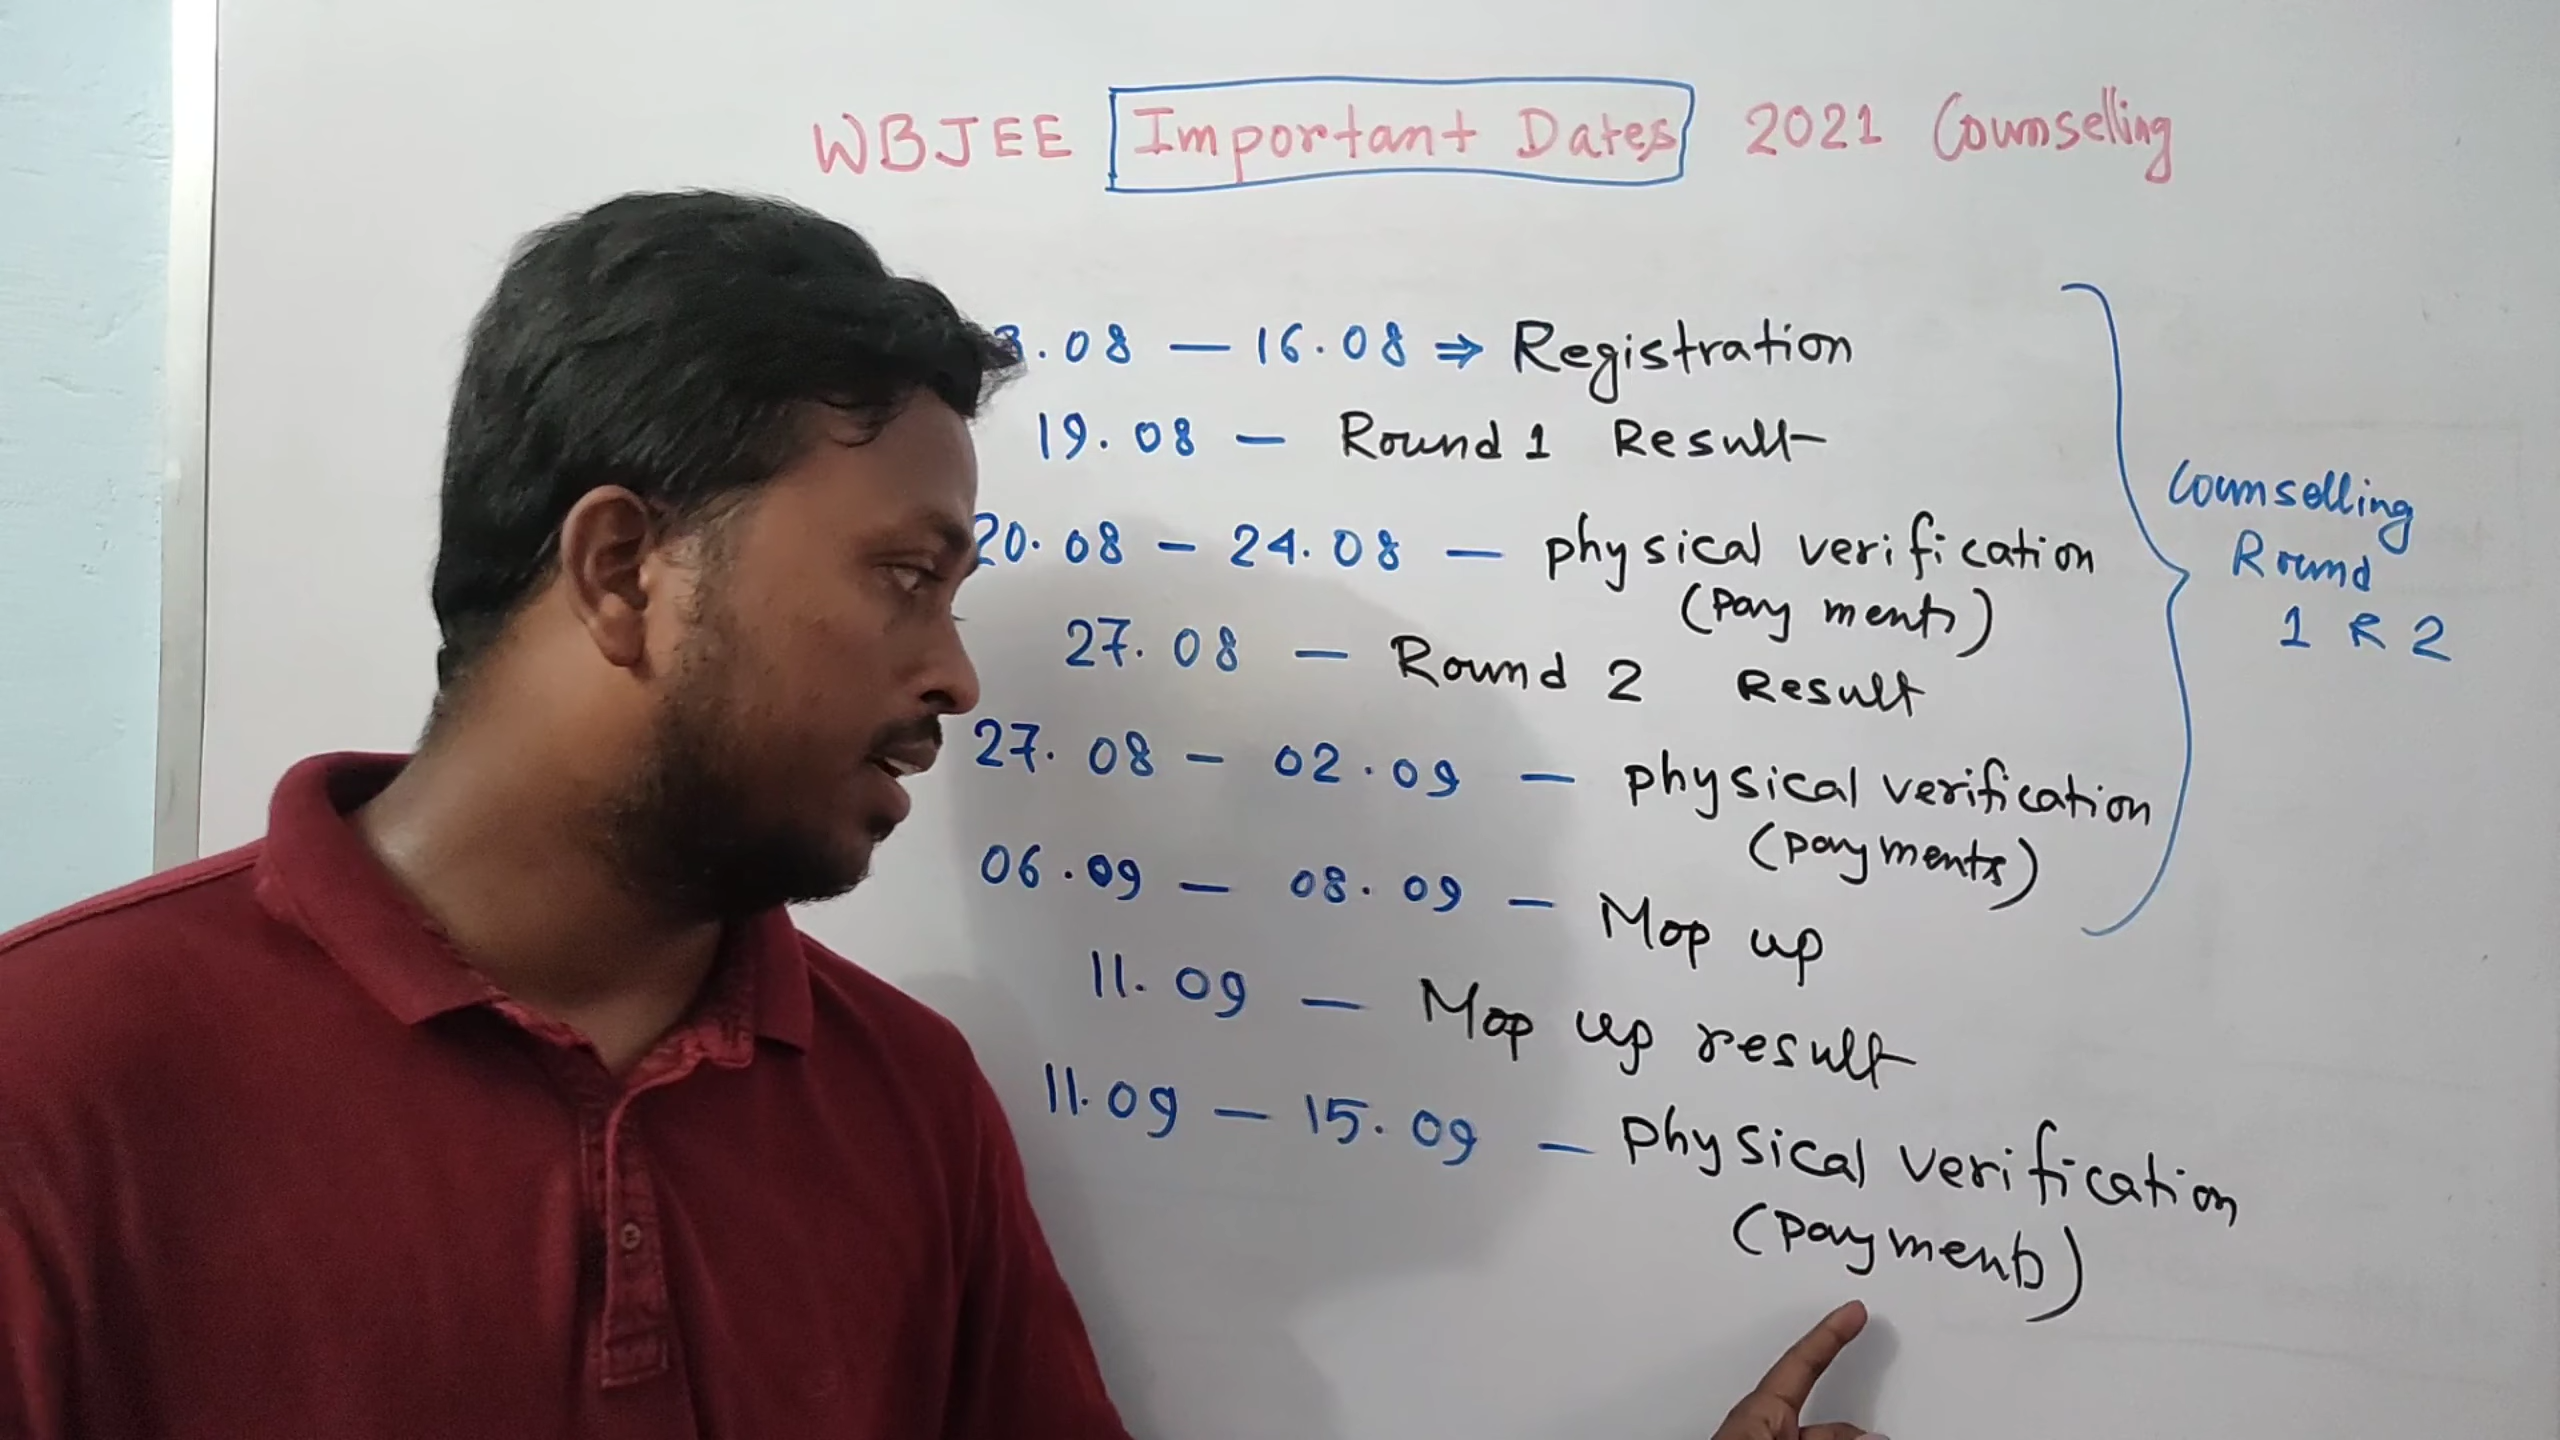 WBJEE Important Dates 2021 Counselling
.08 — 16.08 ⇒ Registration
19.08 — Round 1 Result
20.08 — 24.08 — physical verification
(payments)
27.08 — Round 2 Result
27.08 — 02.09 — physical verification
(payments)
06.09 — 08.09 — Mop up
11.09 — Mop up result
11.09 — 15.09 — physical verification
(payments)
Counselling
Round
1 & 2